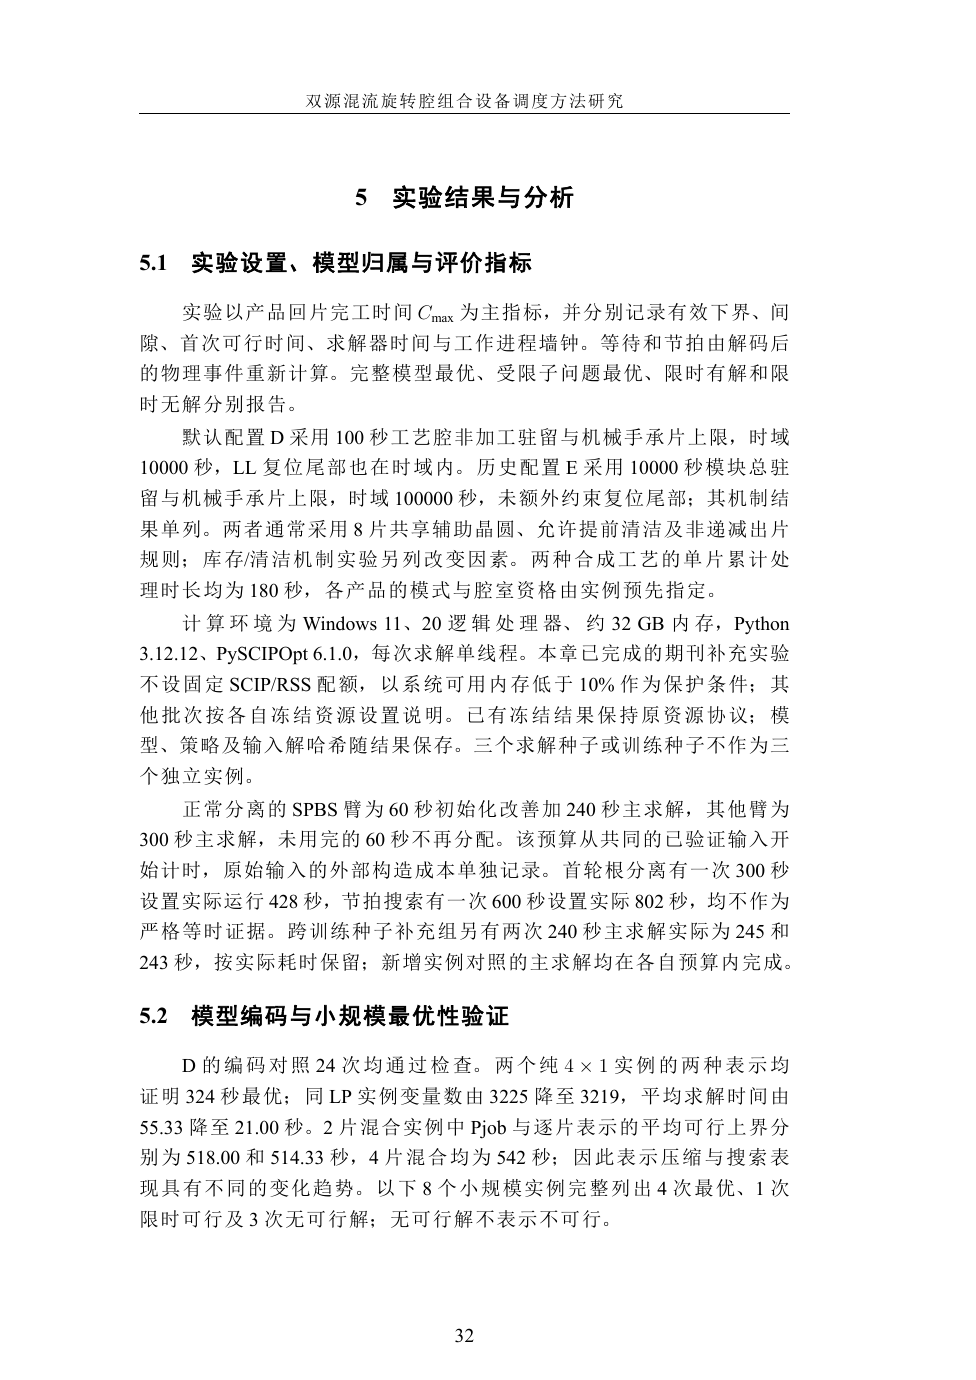 双源混流旋转腔组合设备调度方法研究
5 实验结果与分析
5.1 实验设置、模型归属与评价指标
实验以产品回片完工时间 Cmax 为主指标，并分别记录有效下界、间
隙、首次可行时间、求解器时间与工作进程墙钟。等待和节拍由解码后
的物理事件重新计算。完整模型最优、受限子问题最优、限时有解和限
时无解分别报告。
默认配置 D 采用 100 秒工艺腔非加工驻留与机械手承片上限，时域
10000 秒，LL 复位尾部也在时域内。历史配置 E 采用 10000 秒模块总驻
留与机械手承片上限，时域 100000 秒，未额外约束复位尾部；其机制结
果单列。两者通常采用 8 片共享辅助晶圆、允许提前清洁及非递减出片
规则；库存/清洁机制实验另列改变因素。两种合成工艺的单片累计处
理时长均为 180 秒，各产品的模式与腔室资格由实例预先指定。
计算环境为 Windows 11、20 逻辑处理器、约 32 GB 内存，Python
3.12.12、PySCIPOpt 6.1.0，每次求解单线程。本章已完成的期刊补充实验
不设固定 SCIP/RSS 配额，以系统可用内存低于 10% 作为保护条件；其
他批次按各自冻结资源设置说明。已有冻结结果保持原资源协议；模
型、策略及输入解哈希随结果保存。三个求解种子或训练种子不作为三
个独立实例。
正常分离的 SPBS 臂为 60 秒初始化改善加 240 秒主求解，其他臂为
300 秒主求解，未用完的 60 秒不再分配。该预算从共同的已验证输入开
始计时，原始输入的外部构造成本单独记录。首轮根分离有一次 300 秒
设置实际运行 428 秒，节拍搜索有一次 600 秒设置实际 802 秒，均不作为
严格等时证据。跨训练种子补充组另有两次 240 秒主求解实际为 245 和
243 秒，按实际耗时保留；新增实例对照的主求解均在各自预算内完成。
5.2 模型编码与小规模最优性验证
D 的编码对照 24 次均通过检查。两个纯 4 × 1 实例的两种表示均
证明 324 秒最优；同 LP 实例变量数由 3225 降至 3219，平均求解时间由
55.33 降至 21.00 秒。2 片混合实例中 Pjob 与逐片表示的平均可行上界分
别为 518.00 和 514.33 秒，4 片混合均为 542 秒；因此表示压缩与搜索表
现具有不同的变化趋势。以下 8 个小规模实例完整列出 4 次最优、1 次
限时可行及 3 次无可行解；无可行解不表示不可行。
32